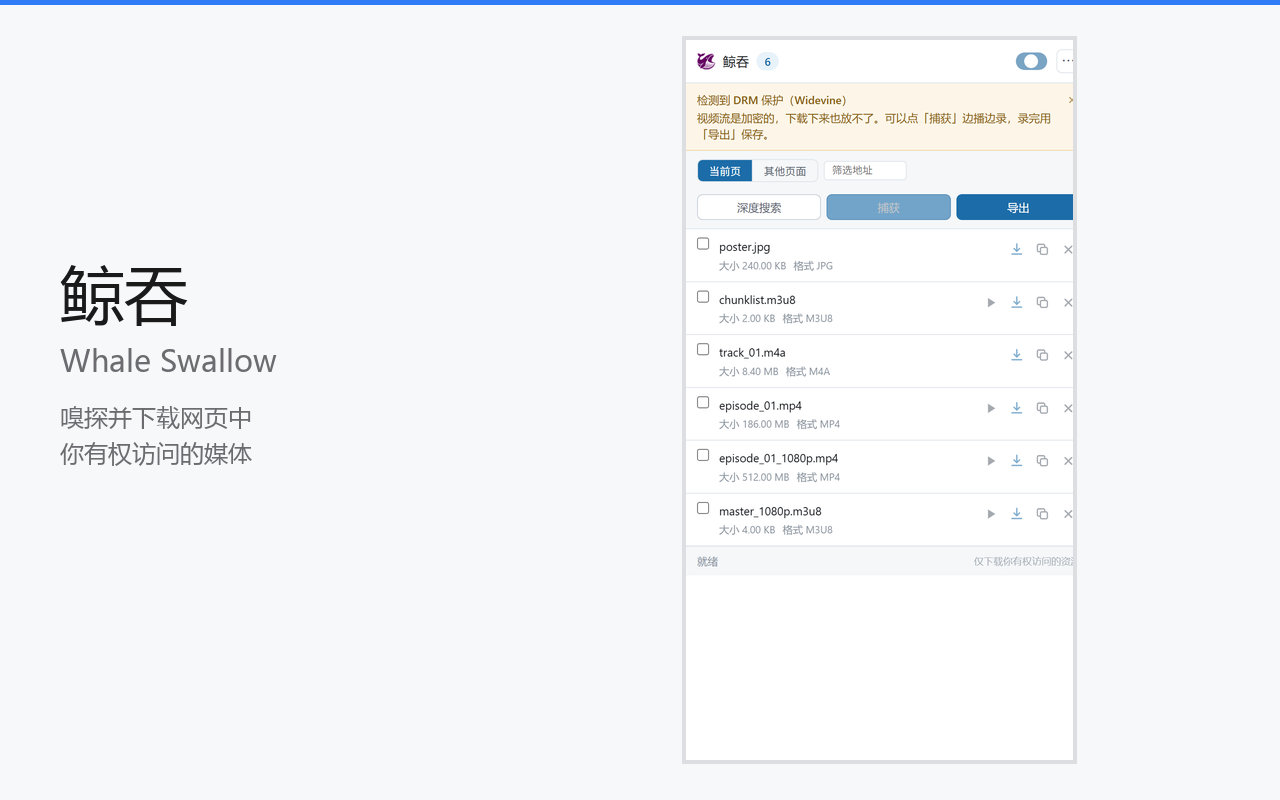 鲸吞
Whale Swallow
嗅探并下载网页中
你有权访问的媒体
鲸吞 6
检测到 DRM 保护（Widevine）
视频流是加密的，下载下来也放不了。可以点「捕获」边播边录，录完用
「导出」保存。
当前页 其他页面 筛选地址
深度搜索 捕获 导出
poster.jpg
大小 240.00 KB 格式 JPG
chunklist.m3u8
大小 2.00 KB 格式 M3U8
track_01.m4a
大小 8.40 MB 格式 M4A
episode_01.mp4
大小 186.00 MB 格式 MP4
episode_01_1080p.mp4
大小 512.00 MB 格式 MP4
master_1080p.m3u8
大小 4.00 KB 格式 M3U8
就绪 仅下载你有权访问的资